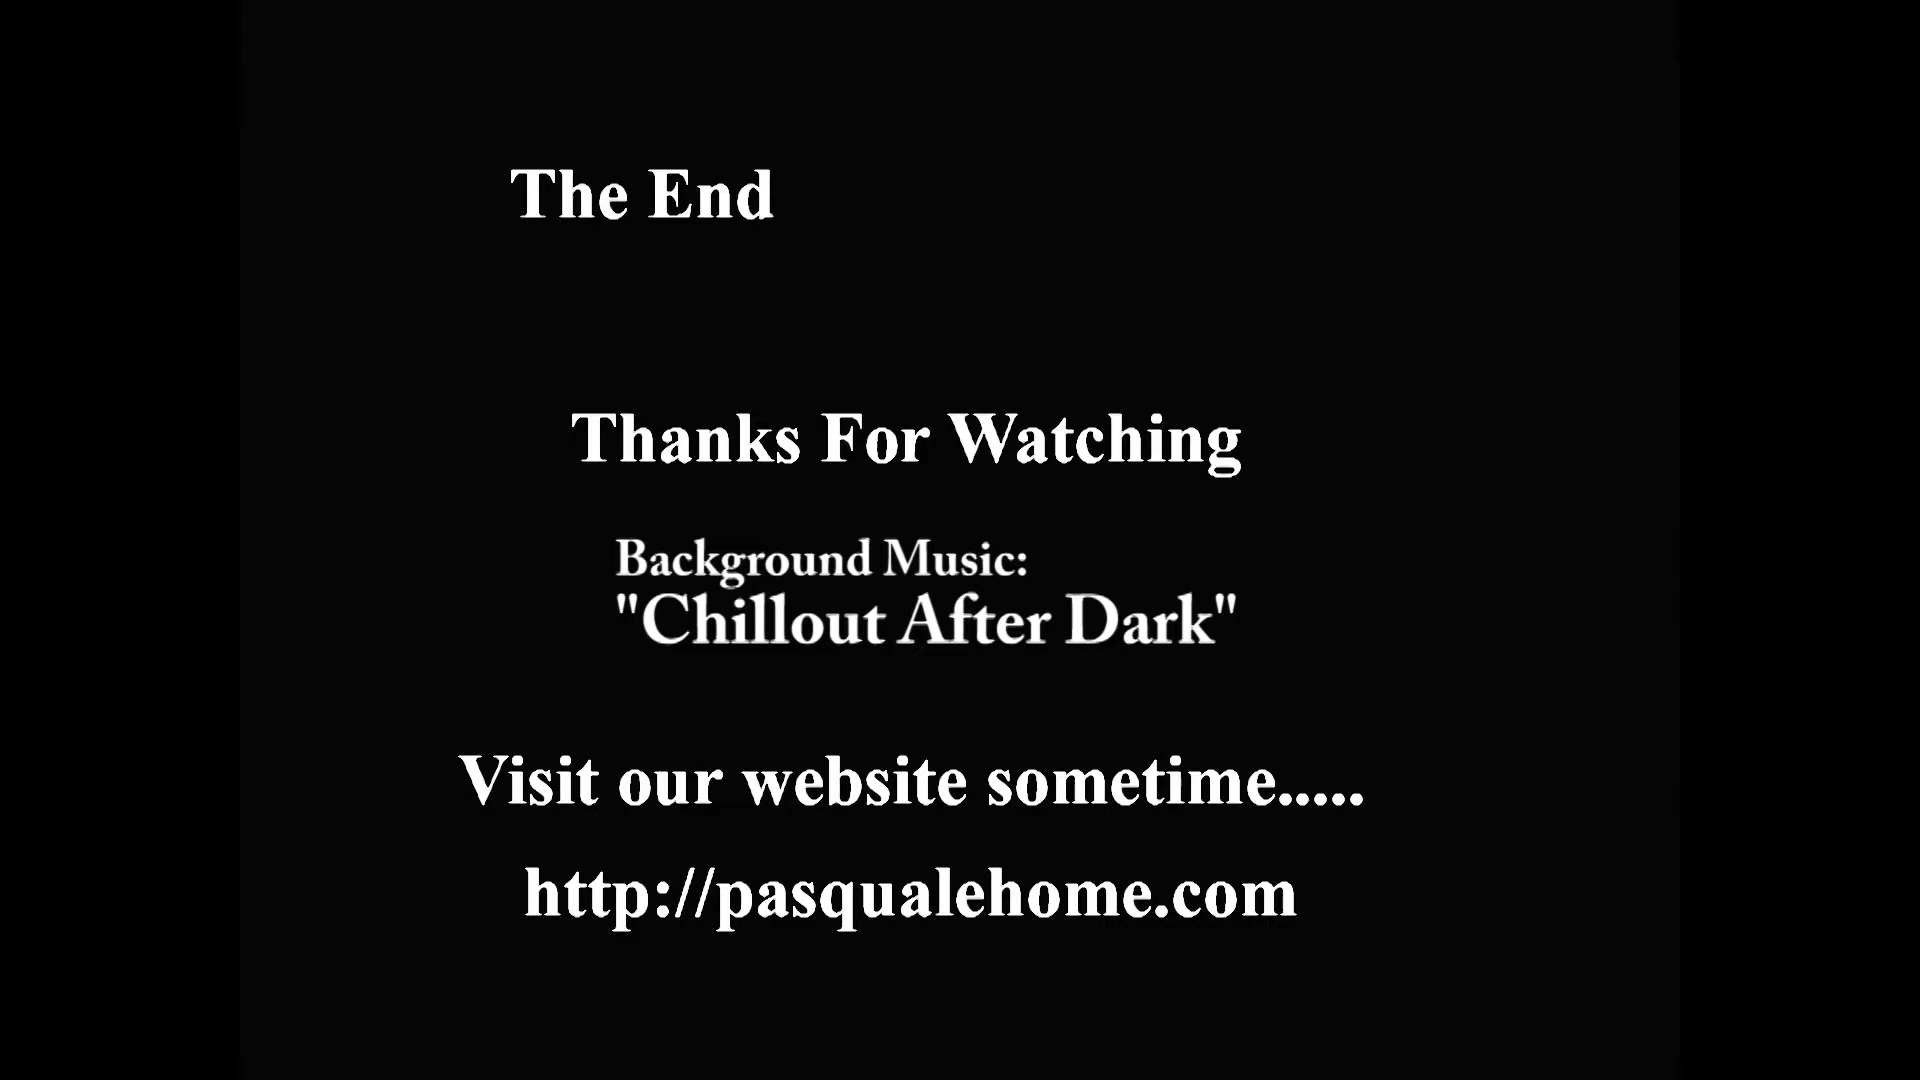 The End
Thanks For Watching
Background Music:
"Chillout After Dark"
Visit our website sometime.....
http://pasqualehome.com